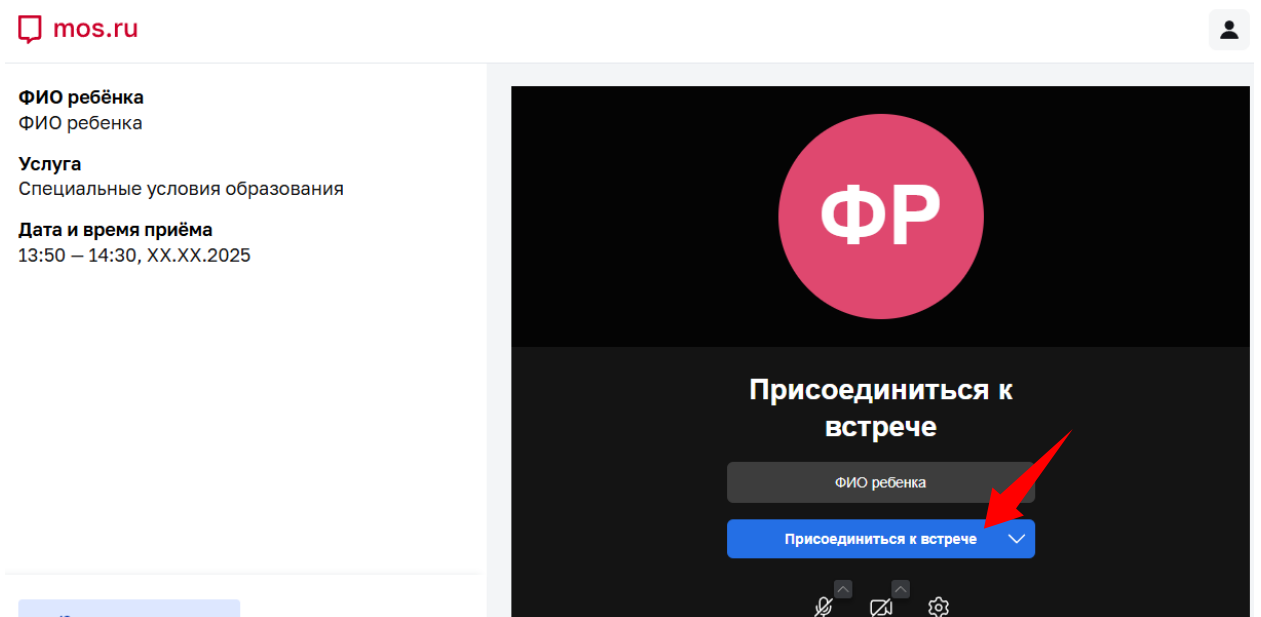 mos.ru
ФИО ребёнка
ФИО ребенка
Услуга
Специальные условия образования
Дата и время приёма
13:50 — 14:30, XX.XX.2025
ФР
Присоединиться к
встрече
ФИО ребенка
Присоединиться к встрече